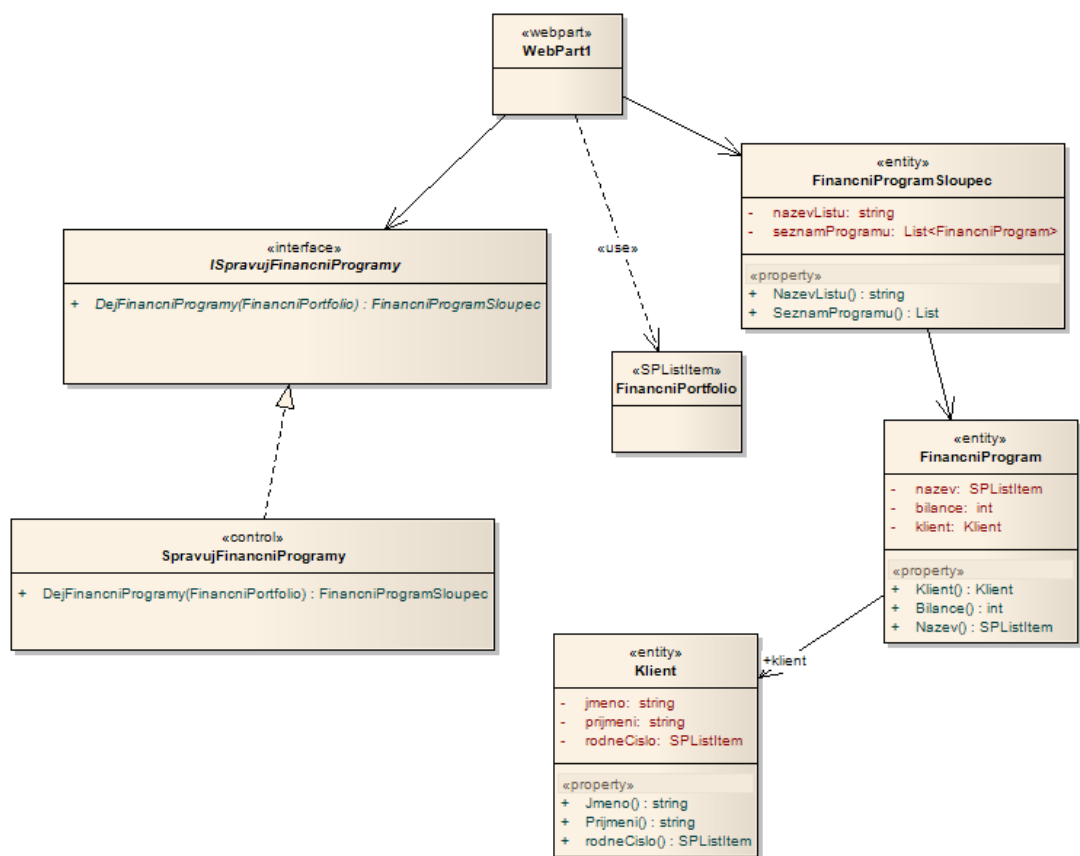 «webpart»
WebPart1
«entity»
FinancniProgramSloupec
- nazevListu: string
- seznamProgramu: List<FinancniProgram>
«property»
+ NazevListu() : string
+ SeznamProgramu() : List
«interface»
ISpravujFinancniProgramy
+ DejFinancniProgramy(FinancniPortfolio) : FinancniProgramSloupec
«use»
«SPListItem»
FinancniPortfolio
«entity»
FinancniProgram
- nazev: SPListItem
- bilance: int
- klient: Klient
«property»
+ Klient() : Klient
+ Bilance() : int
+ Nazev() : SPListItem
«control»
SpravujFinancniProgramy
+ DejFinancniProgramy(FinancniPortfolio) : FinancniProgramSloupec
+klient
«entity»
Klient
- jmeno: string
- prijmeni: string
- rodneCislo: SPListItem
«property»
+ Jmeno() : string
+ Prijmeni() : string
+ rodneCislo() : SPListItem